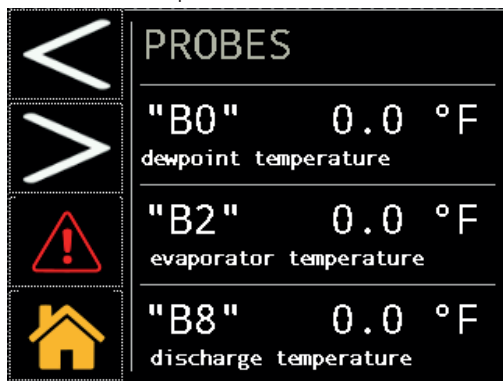 PROBES
"B0" 0.0 °F
dewpoint temperature
"B2" 0.0 °F
evaporator temperature
"B8" 0.0 °F
discharge temperature